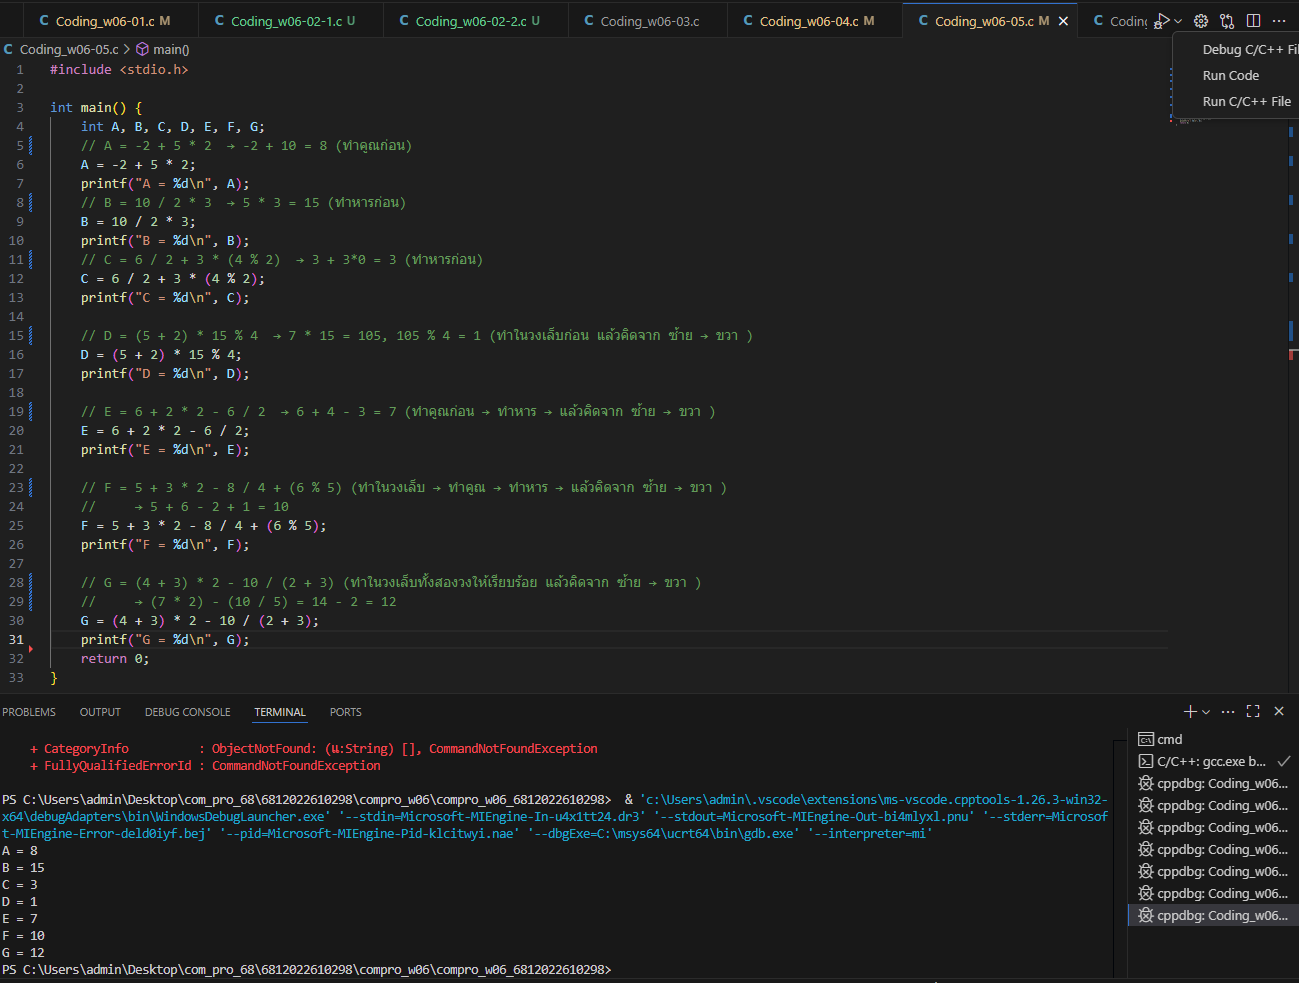 C Coding_w06-01.c M C Coding_w06-02-1.c U C Coding_w06-02-2.c U C Coding_w06-03.c C Coding_w06-04.c M C Coding_w06-05.c M × C Coding
C Coding_w06-05.c > main()
Debug C/C++ Fil
Run Code
Run C/C++ File
1 #include <stdio.h>
2
3 int main() {
4 int A, B, C, D, E, F, G;
5 // A = -2 + 5 * 2 → -2 + 10 = 8 (ทำคูณก่อน)
6 A = -2 + 5 * 2;
7 printf("A = %d\n", A);
8 // B = 10 / 2 * 3 → 5 * 3 = 15 (ทำหารก่อน)
9 B = 10 / 2 * 3;
10 printf("B = %d\n", B);
11 // C = 6 / 2 + 3 * (4 % 2) → 3 + 3*0 = 3 (ทำหารก่อน)
12 C = 6 / 2 + 3 * (4 % 2);
13 printf("C = %d\n", C);
14
15 // D = (5 + 2) * 15 % 4 → 7 * 15 = 105, 105 % 4 = 1 (ทำในวงเล็บก่อน แล้วคิดจาก ซ้าย → ขวา )
16 D = (5 + 2) * 15 % 4;
17 printf("D = %d\n", D);
18
19 // E = 6 + 2 * 2 - 6 / 2 → 6 + 4 - 3 = 7 (ทำคูณก่อน → ทำหาร → แล้วคิดจาก ซ้าย → ขวา )
20 E = 6 + 2 * 2 - 6 / 2;
21 printf("E = %d\n", E);
22
23 // F = 5 + 3 * 2 - 8 / 4 + (6 % 5) (ทำในวงเล็บ → ทำคูณ → ทำหาร → แล้วคิดจาก ซ้าย → ขวา )
24 // → 5 + 6 - 2 + 1 = 10
25 F = 5 + 3 * 2 - 8 / 4 + (6 % 5);
26 printf("F = %d\n", F);
27
28 // G = (4 + 3) * 2 - 10 / (2 + 3) (ทำในวงเล็บทั้งสองวงให้เรียบร้อย แล้วคิดจาก ซ้าย → ขวา )
29 // → (7 * 2) - (10 / 5) = 14 - 2 = 12
30 G = (4 + 3) * 2 - 10 / (2 + 3);
31 printf("G = %d\n", G);
32 return 0;
33 }
PROBLEMS OUTPUT DEBUG CONSOLE TERMINAL PORTS
+ CategoryInfo : ObjectNotFound: (น:String) [], CommandNotFoundException
+ FullyQualifiedErrorId : CommandNotFoundException
PS C:\Users\admin\Desktop\com_pro_68\6812022610298\compro_w06\compro_w06_6812022610298> & 'c:\Users\admin\.vscode\extensions\ms-vscode.cpptools-1.26.3-win32-
x64\debugAdapters\bin\WindowsDebugLauncher.exe' '--stdin=Microsoft-MIEngine-In-u4x1tt24.dr3' '--stdout=Microsoft-MIEngine-Out-bi4mlyxl.pnu' '--stderr=Microsof
t-MIEngine-Error-deld0iyf.bej' '--pid=Microsoft-MIEngine-Pid-klcitwyi.nae' '--dbgExe=C:\msys64\ucrt64\bin\gdb.exe' '--interpreter=mi'
A = 8
B = 15
C = 3
D = 1
E = 7
F = 10
G = 12
PS C:\Users\admin\Desktop\com_pro_68\6812022610298\compro_w06\compro_w06_6812022610298>
cmd
C/C++: gcc.exe b...
cppdbg: Coding_w06...
cppdbg: Coding_w06...
cppdbg: Coding_w06...
cppdbg: Coding_w06...
cppdbg: Coding_w06...
cppdbg: Coding_w06...
cppdbg: Coding_w06...